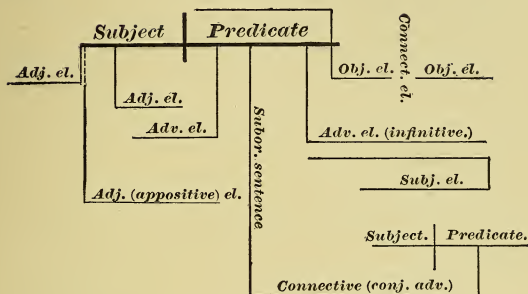 Subject Predicate
Adj. el.
Obj. el.
Connect. el.
Obj. el.
Adj. el.
Adv. el.
Subor. sentence
Adv. el. (infinitive.)
Adj. (appositive) el.
Subj. el.
Subject. Predicate.
Connective (conj. adv.)